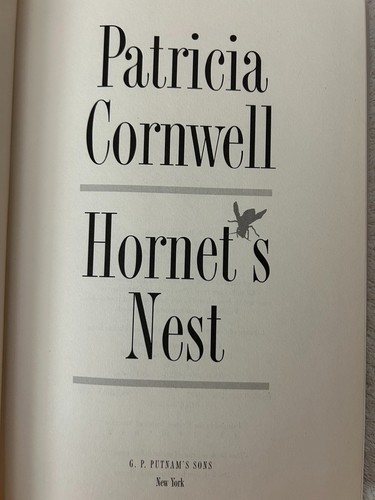 Patricia
Cornwell
Hornet's
Nest
G. P. PUTNAM'S SONS
New York